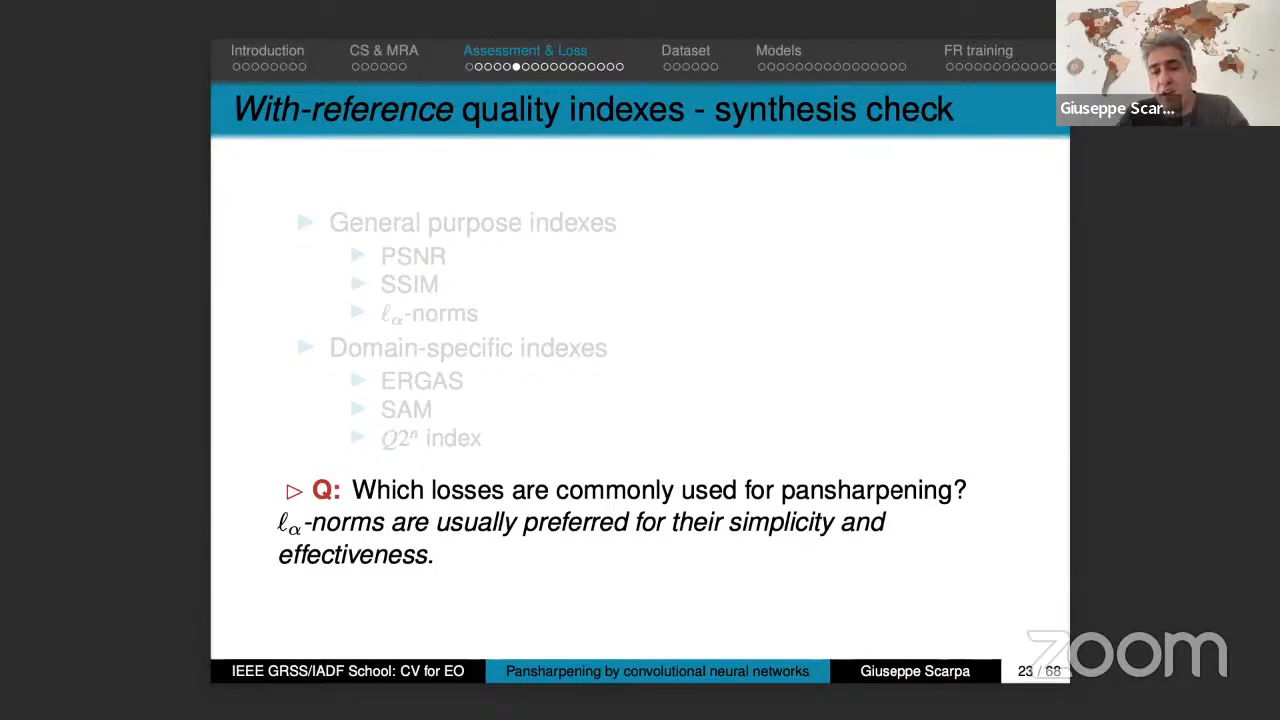 Introduction CS & MRA Assessment & Loss Dataset Models FR training
With-reference quality indexes - synthesis check
Giuseppe Scar...
General purpose indexes
PSNR
SSIM
ℓα-norms
Domain-specific indexes
ERGAS
SAM
Q2ⁿ index
Q: Which losses are commonly used for pansharpening?
ℓα-norms are usually preferred for their simplicity and
effectiveness.
IEEE GRSS/IADF School: CV for EO Pansharpening by convolutional neural networks Giuseppe Scarpa 23 / 68
zoom